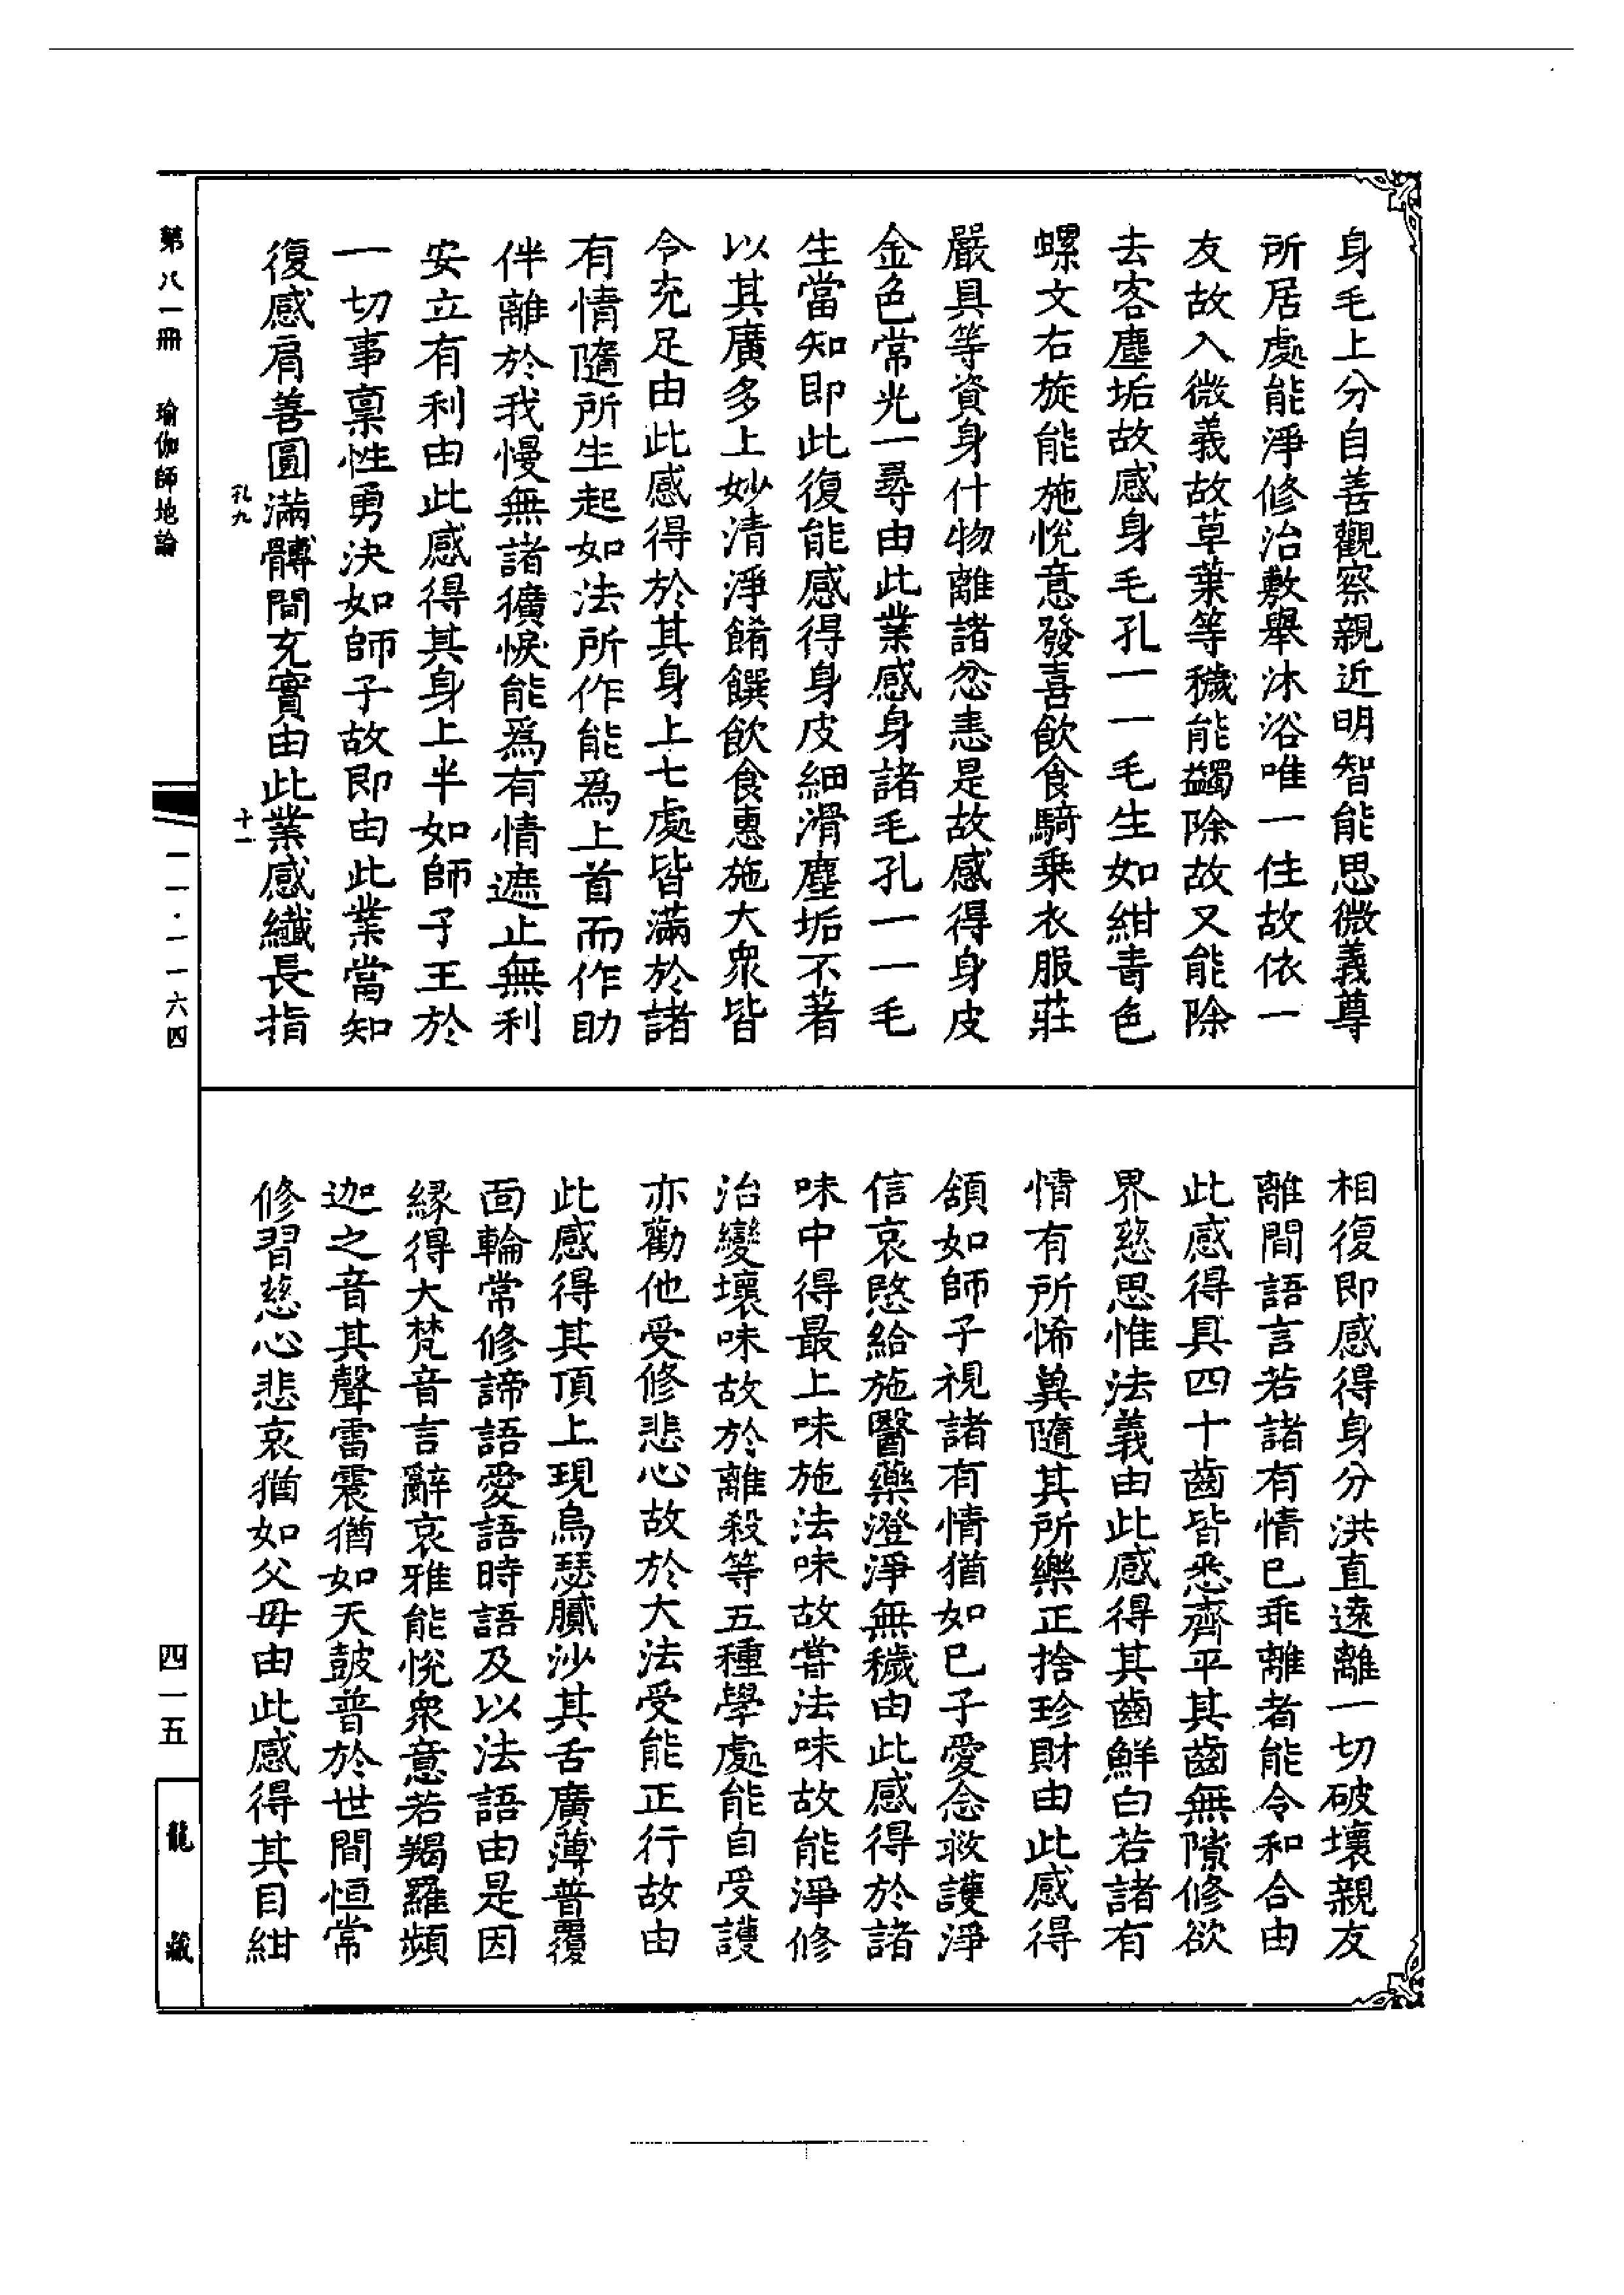 身毛上分自善觀察親近明智能思微義尊
所居處能淨修治敷舉沐浴唯一住故依一
友故入微義故草葉等穢能蠲除故又能除
去客塵垢故感身毛孔一一毛生如紺青色
螺文右旋能施悅意發喜飲食騎乗衣服莊
嚴具等資身什物離諸忿恚是故感得身皮
金色常光一尋由此業感身諸毛孔一一毛
生當知即此復能感得身皮細滑塵垢不著
以其廣多上妙清淨餚饌飲食惠施大衆皆
令充足由此感得於其身上七處皆滿於諸
有情隨所生起如法所作能為上首而作助
伴離於我慢無諸獷悷能爲有情遮止無利
安立有利由此感得其身上半如師子王於
一切事稟性勇決如師子故即由此業當知
復感肩善圓滿髆間充實由此業感纖長指
相復即感得身分洪直遠離一切破壞親友
離間語言若諸有情已乖離者能令和合由
此感得具四十齒皆悉齊平其齒無隙修欲
界慈思惟法義由此感得其齒鮮白若諸有
情有所悕兾隨其所樂正捨珍財由此感得
頷如師子視諸有情猶如已子愛念救護淨
信哀愍給施醫藥澄淨無穢由此感得於諸
味中得最上味施法味故嘗法味故能淨修
治變壞味故於離殺等五種學處能自受護
亦勸他受修悲心故於大法受能正行故由
此感得其頂上現烏瑟膩沙其舌廣薄普覆
面輪常修諦語愛語時語及以法語由是因
緣得大梵音言辭哀雅能悅衆意若羯羅頻
迦之音其聲雷震猶如天鼓普於世間恒常
修習慈心悲哀猶如父母由此感得其目紺
孔九
十一
第八一冊
瑜伽師地論
一一·一一六四
四一五
龍藏